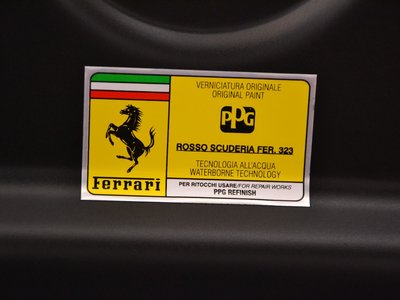 VERNICIATURA ORIGINALE
ORIGINAL PAINT
PPG
ROSSO SCUDERIA FER. 323
TECNOLOGIA ALL'ACQUA
WATERBORNE TECHNOLOGY
Ferrari
PER RITOCCHI USARE/FOR REPAIR WORKS
PPG REFINISH